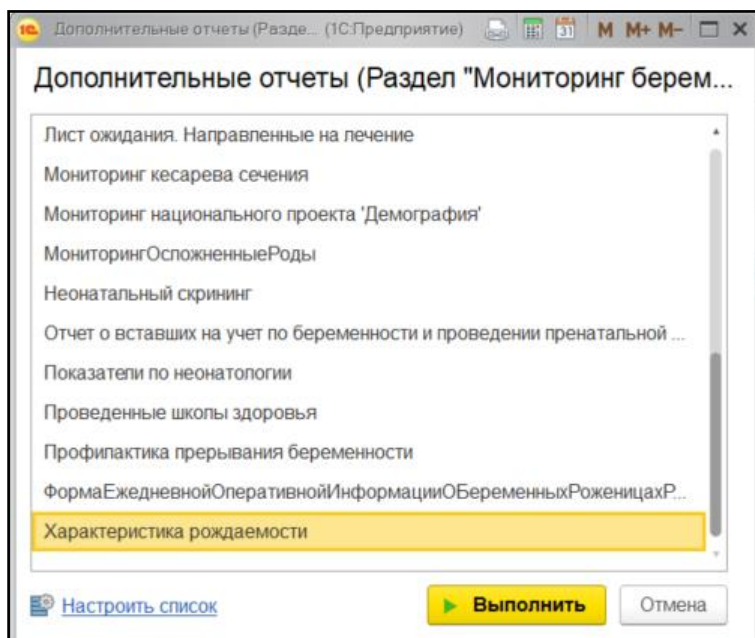 1С Дополнительные отчеты (Разде... (1С:Предприятие) 31 M M+ M-
Дополнительные отчеты (Раздел "Мониторинг берем...
Лист ожидания. Направленные на лечение
Мониторинг кесарева сечения
Мониторинг национального проекта 'Демография'
МониторингОсложненныеРоды
Неонатальный скрининг
Отчет о вставших на учет по беременности и проведении пренатальной ...
Показатели по неонатологии
Проведенные школы здоровья
Профилактика прерывания беременности
ФормаЕжедневнойОперативнойИнформацииОБеременныхРоженицахР...
Характеристика рождаемости
Настроить список Выполнить Отмена